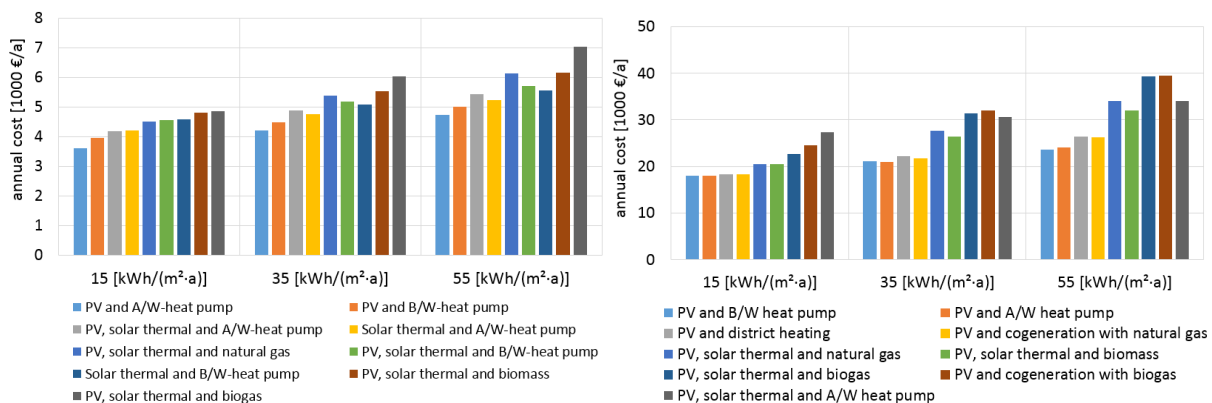 annual cost [1000 €/a]
8
7
6
5
4
3
2
1
0
15 [kWh/(m²·a)]
35 [kWh/(m²·a)]
55 [kWh/(m²·a)]
PV and A/W-heat pump
PV and B/W-heat pump
PV, solar thermal and A/W-heat pump
Solar thermal and A/W-heat pump
PV, solar thermal and natural gas
PV, solar thermal and B/W-heat pump
Solar thermal and B/W-heat pump
PV, solar thermal and biomass
PV, solar thermal and biogas
annual cost [1000 €/a]
50
40
30
20
10
0
15 [kWh/(m²·a)]
35 [kWh/(m²·a)]
55 [kWh/(m²·a)]
PV and B/W heat pump
PV and A/W heat pump
PV and district heating
PV and cogeneration with natural gas
PV, solar thermal and natural gas
PV, solar thermal and biomass
PV, solar thermal and biogas
PV and cogeneration with biogas
PV, solar thermal and A/W heat pump